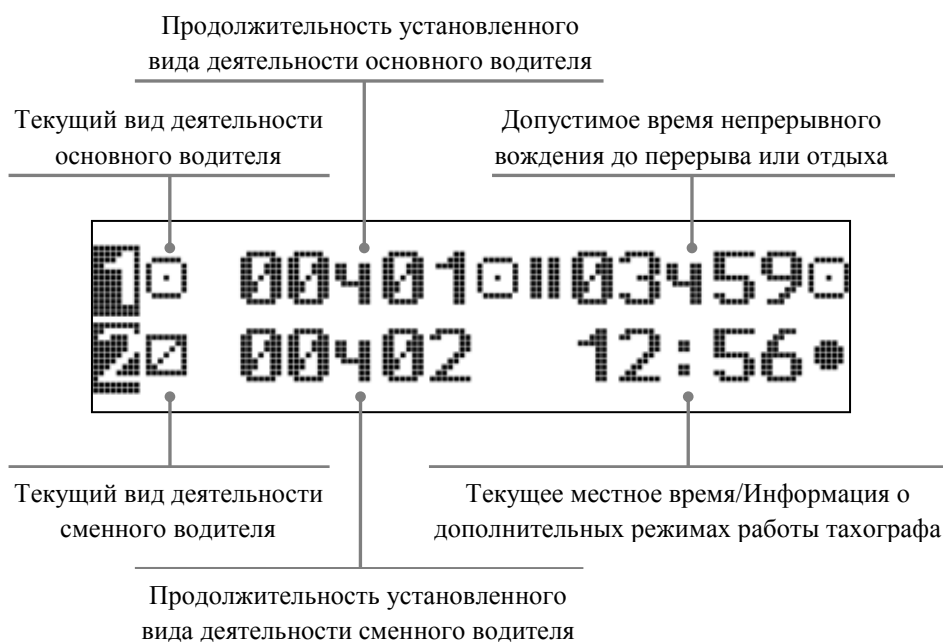 Продолжительность установленного
вида деятельности основного водителя
Текущий вид деятельности
основного водителя
Допустимое время непрерывного
вождения до перерыва или отдыха
1 00ч01 03ч59
2 00ч02 12:56
Текущий вид деятельности
сменного водителя
Текущее местное время/Информация о
дополнительных режимах работы тахографа
Продолжительность установленного
вида деятельности сменного водителя